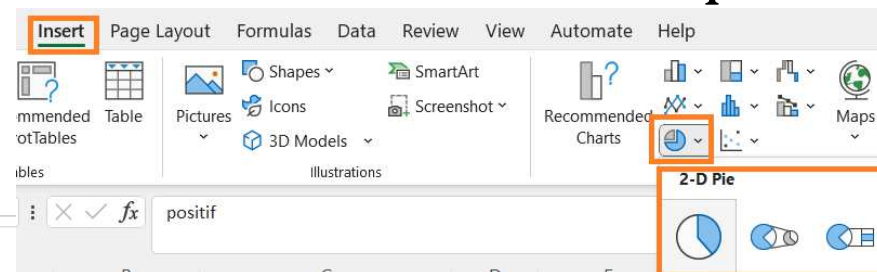 Insert Page Layout Formulas Data Review View Automate Help
Shapes SmartArt
?
mmended Table Pictures Icons Screenshot Recommended Maps
otTables 3D Models Charts
bles Illustrations
2-D Pie
fx positif